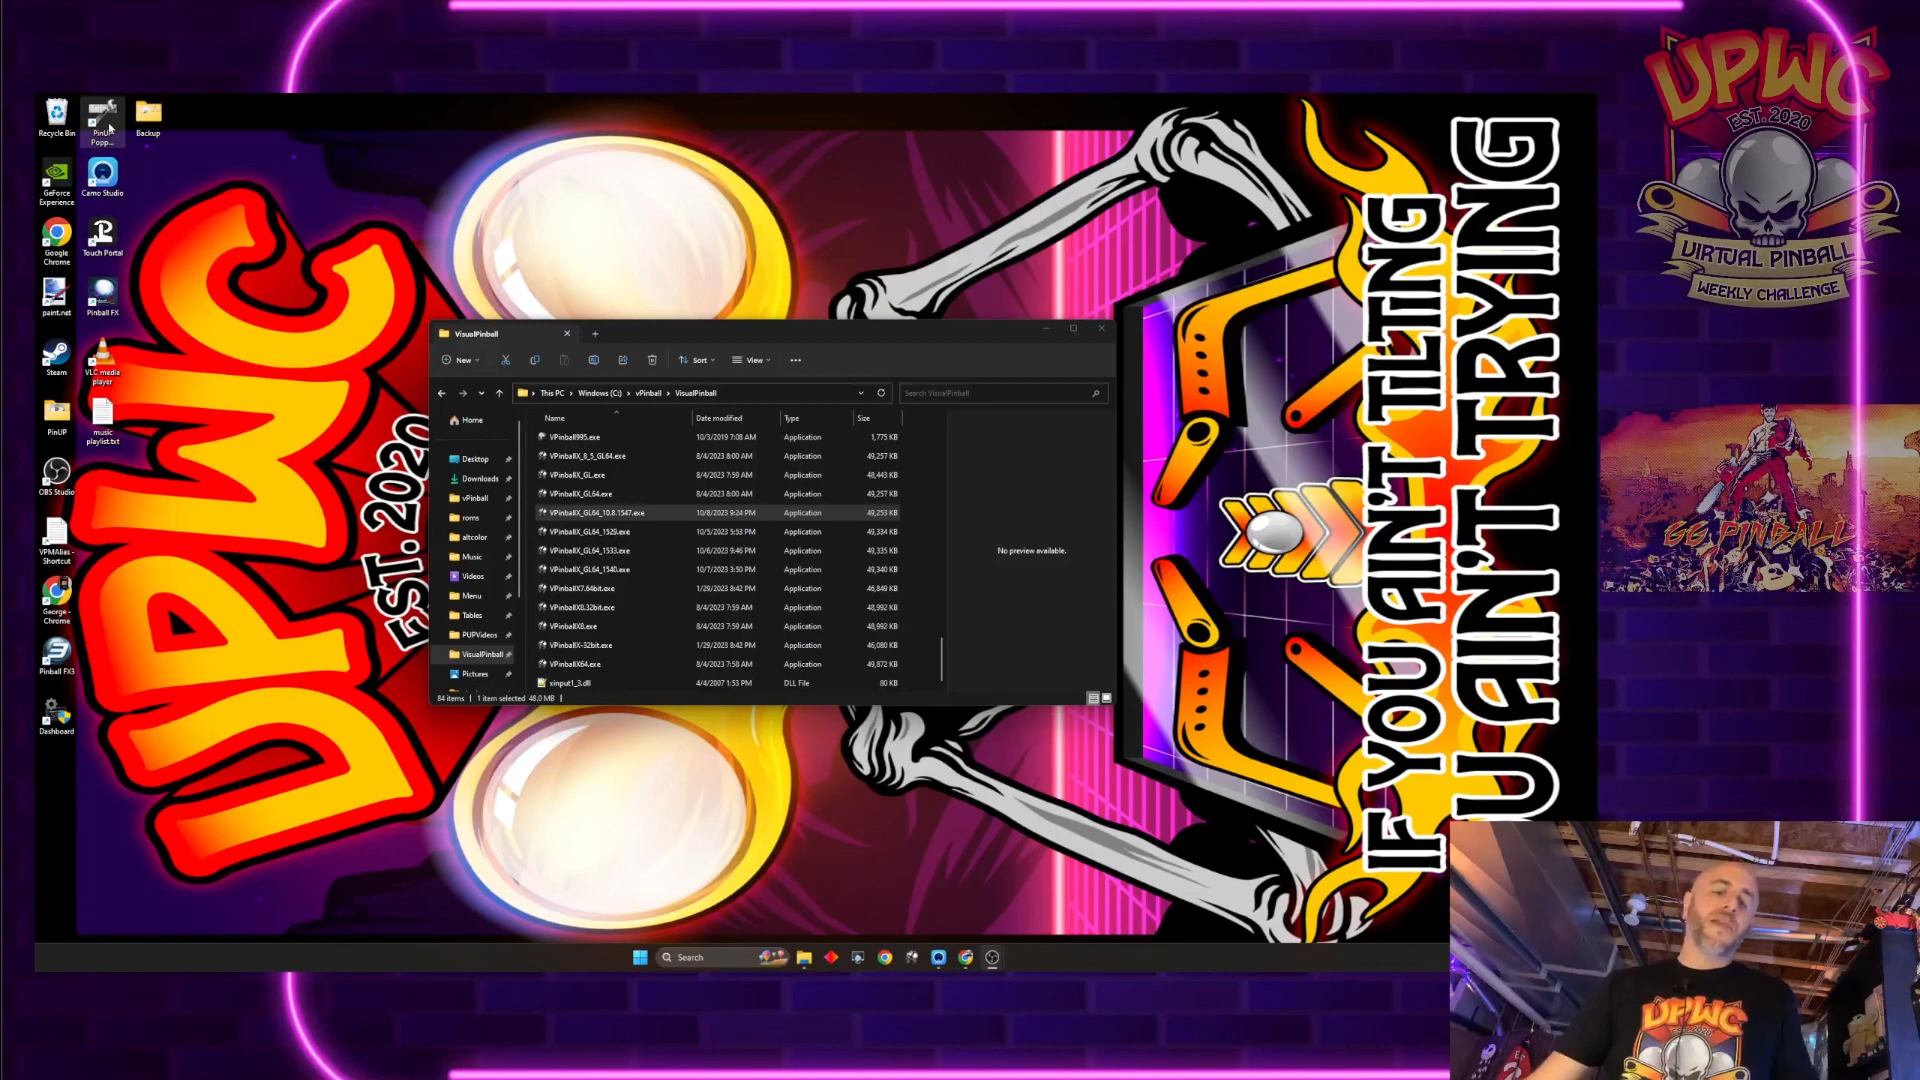 UPWC
EST. 2020
VIRTUAL PINBALL
WEEKLY CHALLENGE
GG PINBALL
Recycle Bin
PinUP Popp...
Backup
GeForce Experience
Camo Studio
Google Chrome
Touch Portal
paint.net
Pinball FX
Steam
VLC media player
PinUP
music playlist.txt
OBS Studio
VPMAlias - Shortcut
George - Chrome
Pinball FX3
Dashboard
UPWC
EST. 2020
IF YOU AIN'T TILTING
U AIN'T TRYING
VisualPinball
New
Sort
View
This PC > Windows (C:) > vPinball > VisualPinball
Search VisualPinball
Home
Desktop
Downloads
vPinball
roms
altcolor
Music
Videos
Menu
Tables
PUPVideos
VisualPinball
Pictures
Name Date modified Type Size
VPinball995.exe 10/3/2019 7:08 AM Application 1,775 KB
VPinballX_8_5_GL64.exe 8/4/2023 8:00 AM Application 49,257 KB
VPinballX_GL.exe 8/4/2023 7:59 AM Application 48,443 KB
VPinballX_GL64.exe 8/4/2023 8:00 AM Application 49,257 KB
VPinballX_GL64_10.8.1547.exe 10/8/2023 9:24 PM Application 49,253 KB
VPinballX_GL64_1529.exe 10/5/2023 5:53 PM Application 49,334 KB
VPinballX_GL64_1533.exe 10/6/2023 9:46 PM Application 49,335 KB
VPinballX_GL64_1540.exe 10/7/2023 3:50 PM Application 49,340 KB
VPinballX7.64bit.exe 1/29/2023 8:42 PM Application 46,849 KB
VPinballX8.32bit.exe 8/4/2023 7:59 AM Application 48,992 KB
VPinballX8.exe 8/4/2023 7:59 AM Application 48,992 KB
VPinballX-32bit.exe 1/29/2023 8:42 PM Application 46,080 KB
VPinballX64.exe 8/4/2023 7:58 AM Application 49,872 KB
xinput1_3.dll 4/4/2007 1:53 PM DLL File 80 KB
No preview available.
84 items 1 item selected 48.0 MB
Search
UPWC